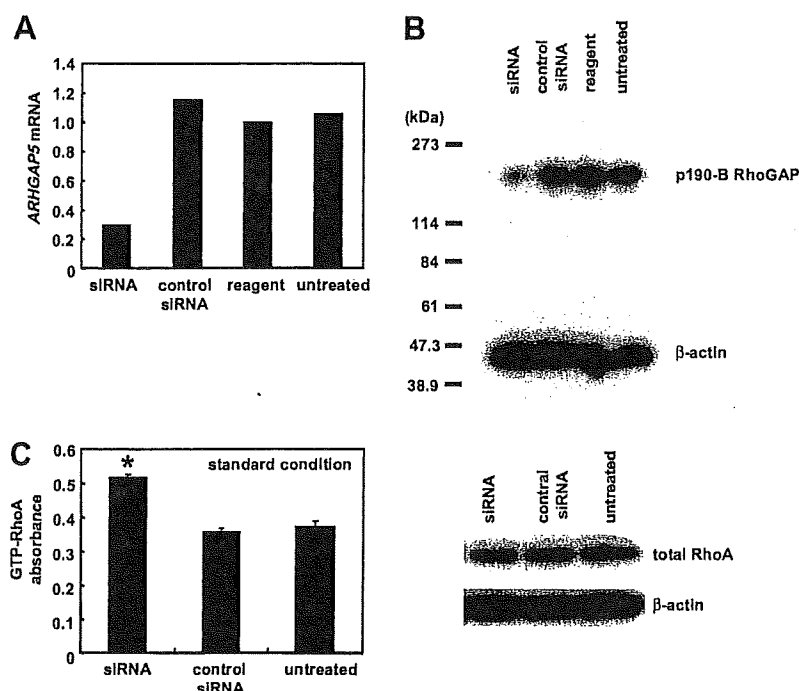 A
1.4
1.2
1.0
0.8
0.6
0.4
0.2
0
ARHGAP5 mRNA
siRNA
control
siRNA
reagent
untreated
B
siRNA
control
siRNA
reagent
untreated
(kDa)
273
114
84
61
47.3
38.9
p190-B RhoGAP
β-actin
C
0.6
0.5
0.4
0.3
0.2
0.1
0
GTP-RhoA
absorbance
*
standard condition
siRNA
control
siRNA
untreated
siRNA
contral
siRNA
untreated
total RhoA
β-actin